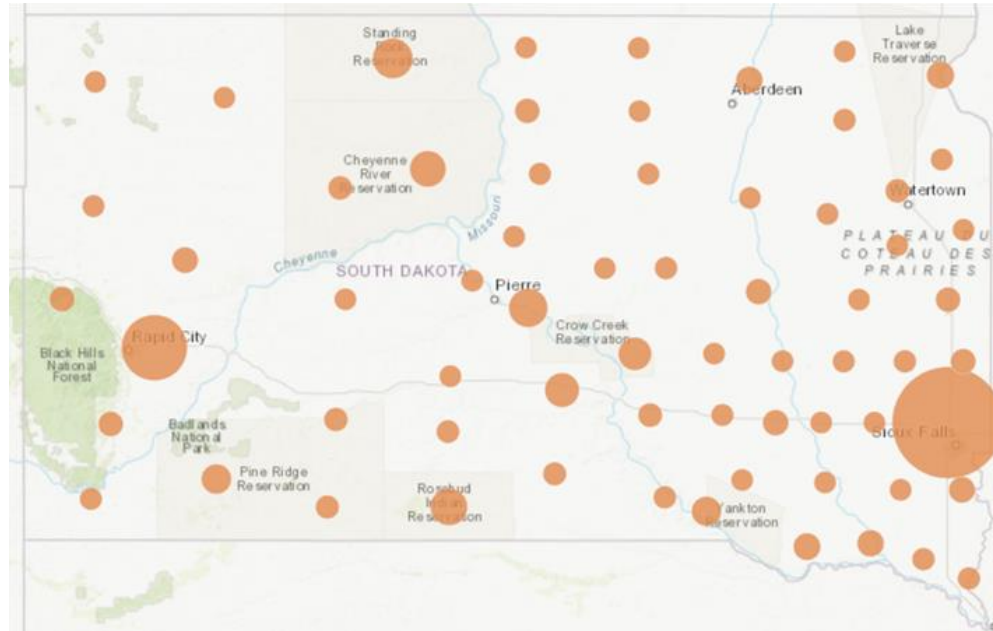 Standing
Rock
Reservation
Lake
Traverse
Reservation
Aberdeen
Cheyenne
River
Reservation
Watertown
Missouri
PLATEAU DU
COTEAU DES
PRAIRIES
Cheyenne
SOUTH DAKOTA
Pierre
Crow Creek
Reservation
Rapid City
Black Hills
National
Forest
Badlands
National
Park
Sioux Falls
Pine Ridge
Reservation
Rosebud
Indian
Reservation
Yankton
Reservation